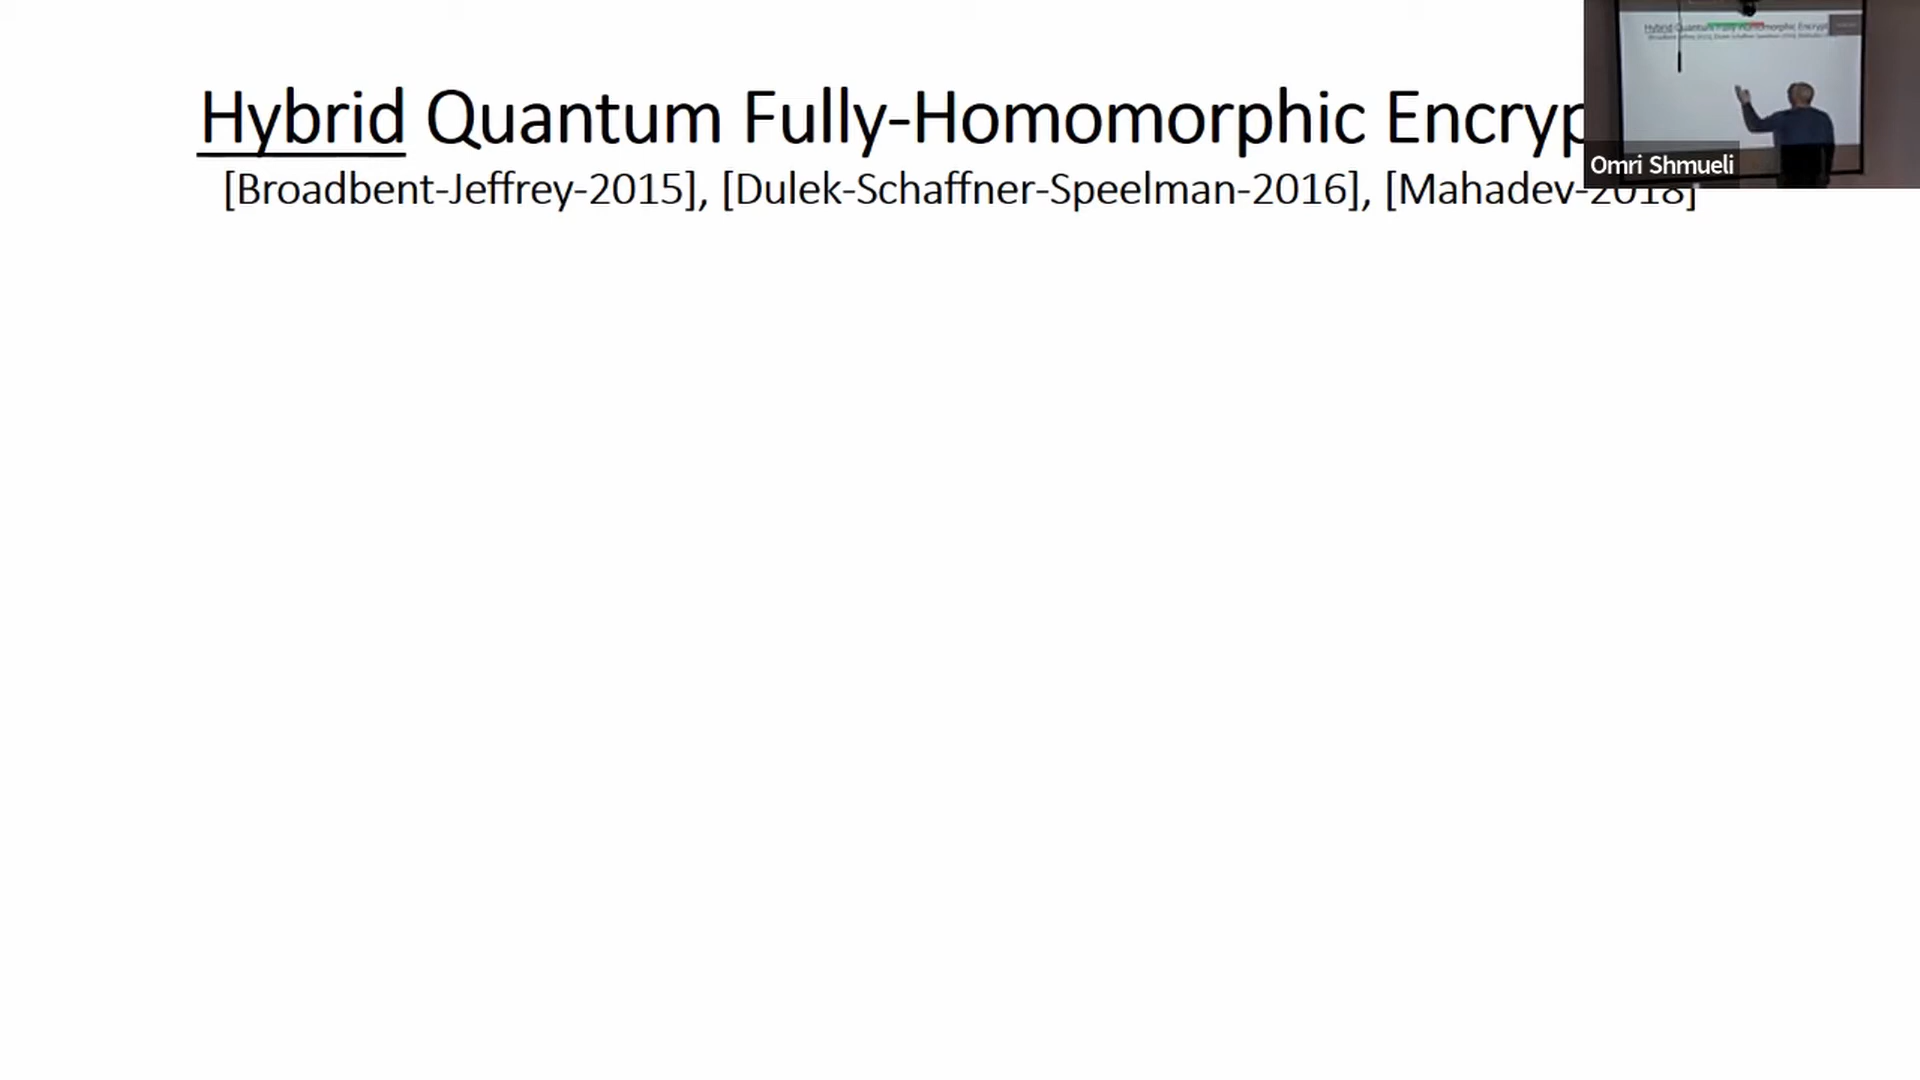 Hybrid Quantum Fully-Homomorphic Encryp
[Broadbent-Jeffrey-2015], [Dulek-Schaffner-Speelman-2016], [Mahadev-2018]
Omri Shmueli